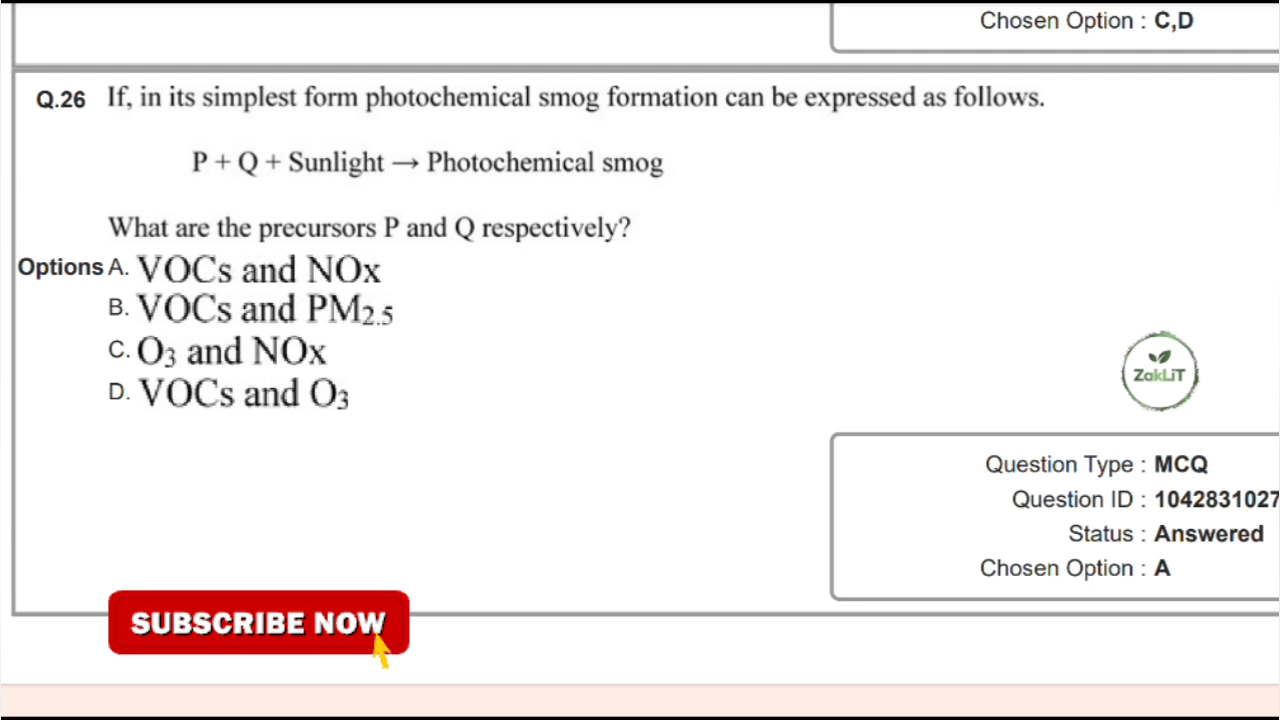 Chosen Option : C,D
Q.26 If, in its simplest form photochemical smog formation can be expressed as follows.
P + Q + Sunlight → Photochemical smog
What are the precursors P and Q respectively?
Options A. VOCs and NOx
B. VOCs and PM2.5
C. O3 and NOx
D. VOCs and O3
ZakLiT
Question Type : MCQ
Question ID : 1042831027
Status : Answered
Chosen Option : A
SUBSCRIBE NOW